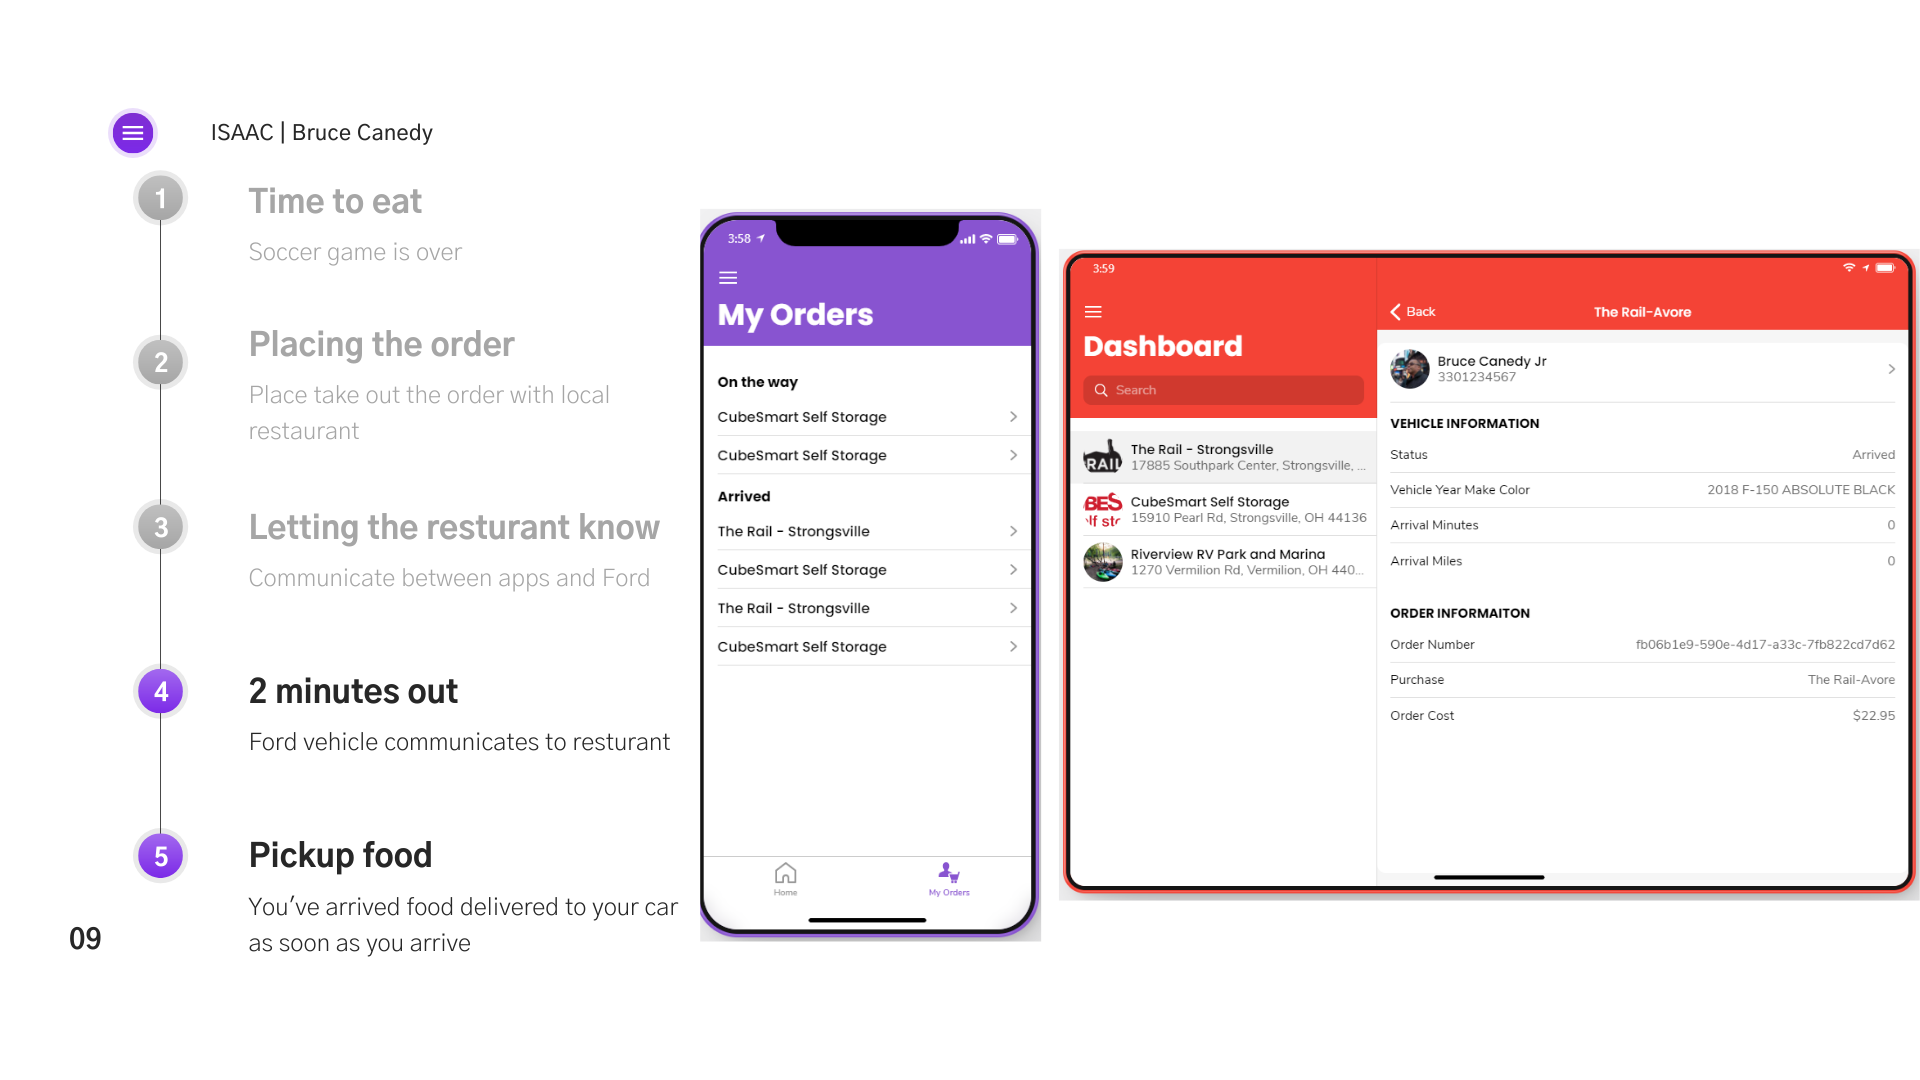 ISAAC | Bruce Canedy
1
Time to eat
Soccer game is over
2
Placing the order
Place take out the order with local
restaurant
3
Letting the resturant know
Communicate between apps and Ford
4
2 minutes out
Ford vehicle communicates to resturant
5
Pickup food
You've arrived food delivered to your car
as soon as you arrive
09
3:58
My Orders
On the way
CubeSmart Self Storage
CubeSmart Self Storage
Arrived
The Rail - Strongsville
CubeSmart Self Storage
The Rail - Strongsville
CubeSmart Self Storage
Home
My Orders
3:59
Dashboard
Search
RAIL
The Rail - Strongsville
17885 Southpark Center, Strongsville, ...
BES
lf sto
CubeSmart Self Storage
15910 Pearl Rd, Strongsville, OH 44136
Riverview RV Park and Marina
1270 Vermilion Rd, Vermilion, OH 440...
Back
The Rail-Avore
Bruce Canedy Jr
3301234567
VEHICLE INFORMATION
Status Arrived
Vehicle Year Make Color 2018 F-150 ABSOLUTE BLACK
Arrival Minutes 0
Arrival Miles 0
ORDER INFORMAITON
Order Number fb06b1e9-590e-4d17-a33c-7fb822cd7d62
Purchase The Rail-Avore
Order Cost $22.95